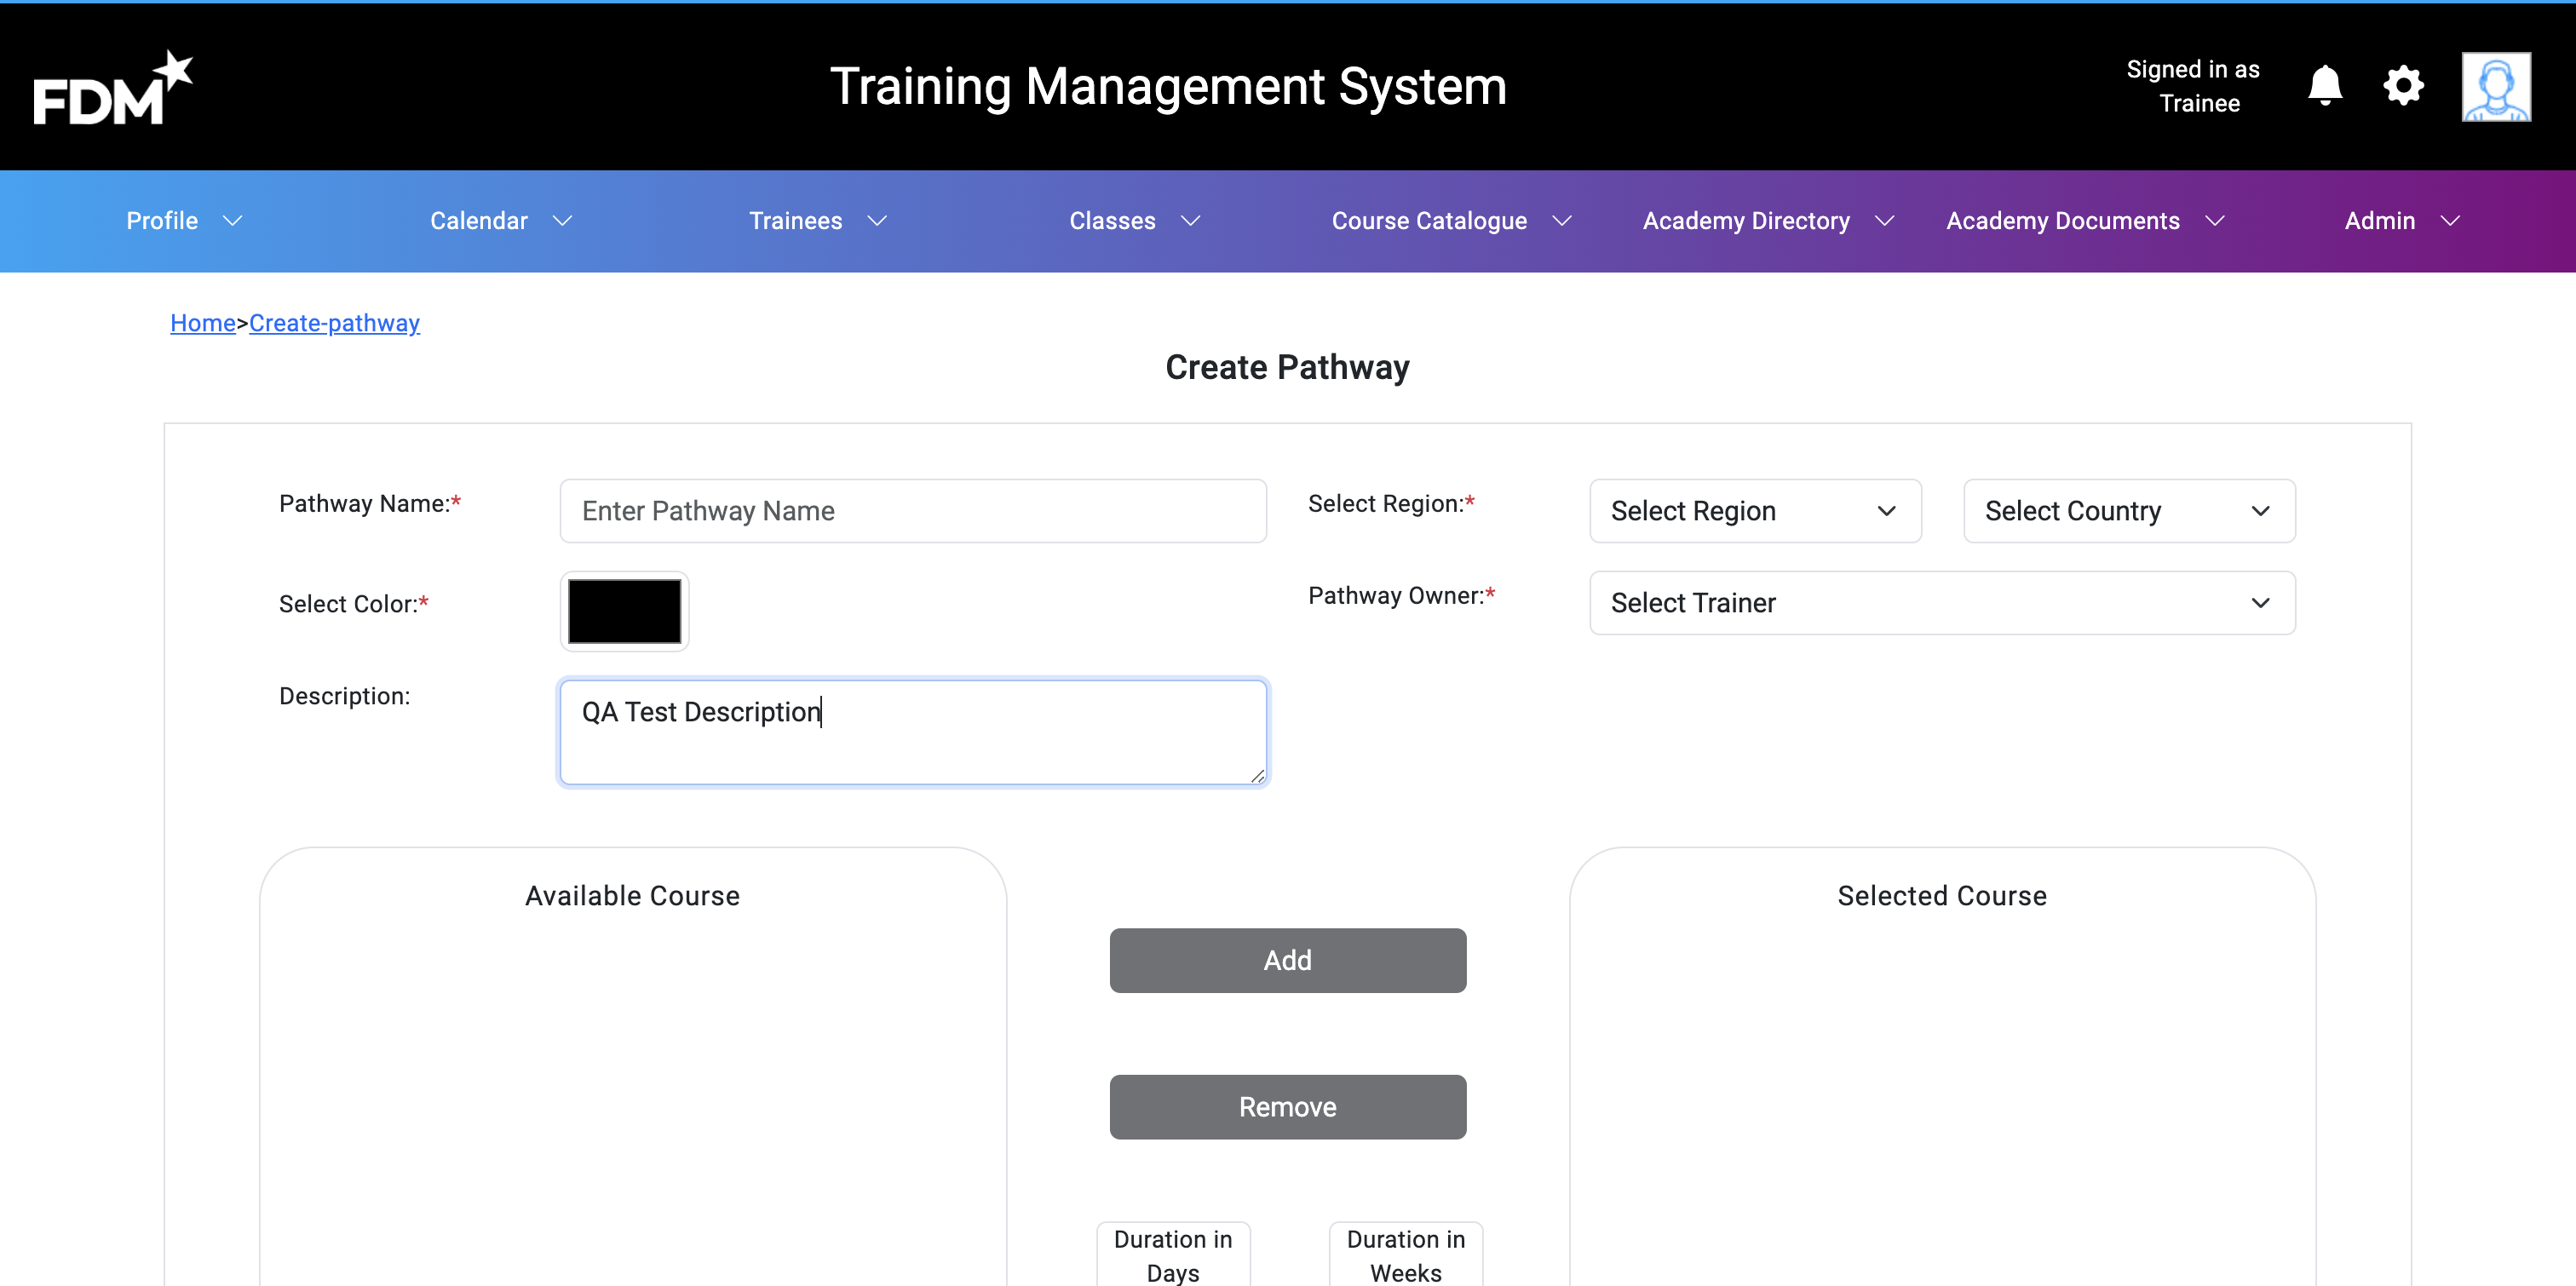 FDM
Training Management System
Signed in as
Trainee
Profile
Calendar
Trainees
Classes
Course Catalogue
Academy Directory
Academy Documents
Admin
Home>Create-pathway
Create Pathway
Pathway Name:*
Enter Pathway Name
Select Region:*
Select Region
Select Country
Select Color:*
Pathway Owner:*
Select Trainer
Description:
QA Test Description
Available Course
Selected Course
Add
Remove
Duration in
Days
Duration in
Weeks